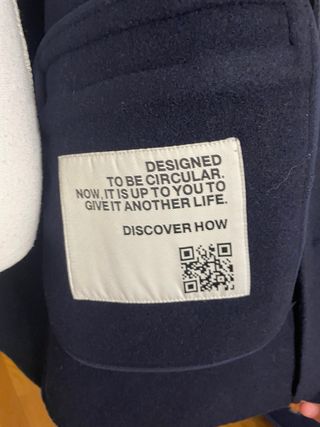 DESIGNED
TO BE CIRCULAR.
NOW, IT IS UP TO YOU TO
GIVE IT ANOTHER LIFE.
DISCOVER HOW